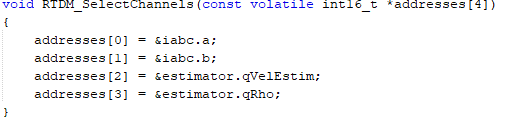 void RTDM_SelectChannels(const volatile int16_t *addresses[4])
{
    addresses[0] = &iabc.a;
    addresses[1] = &iabc.b;
    addresses[2] = &estimator.qVelEstim;
    addresses[3] = &estimator.qRho;
}